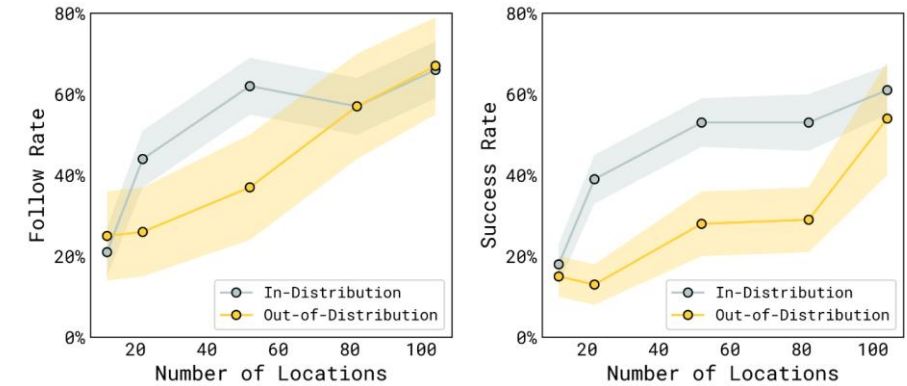 80%
60%
40%
20%
0%
Follow Rate
In-Distribution
Out-of-Distribution
20 40 60 80 100
Number of Locations
80%
60%
40%
20%
0%
Success Rate
In-Distribution
Out-of-Distribution
20 40 60 80 100
Number of Locations